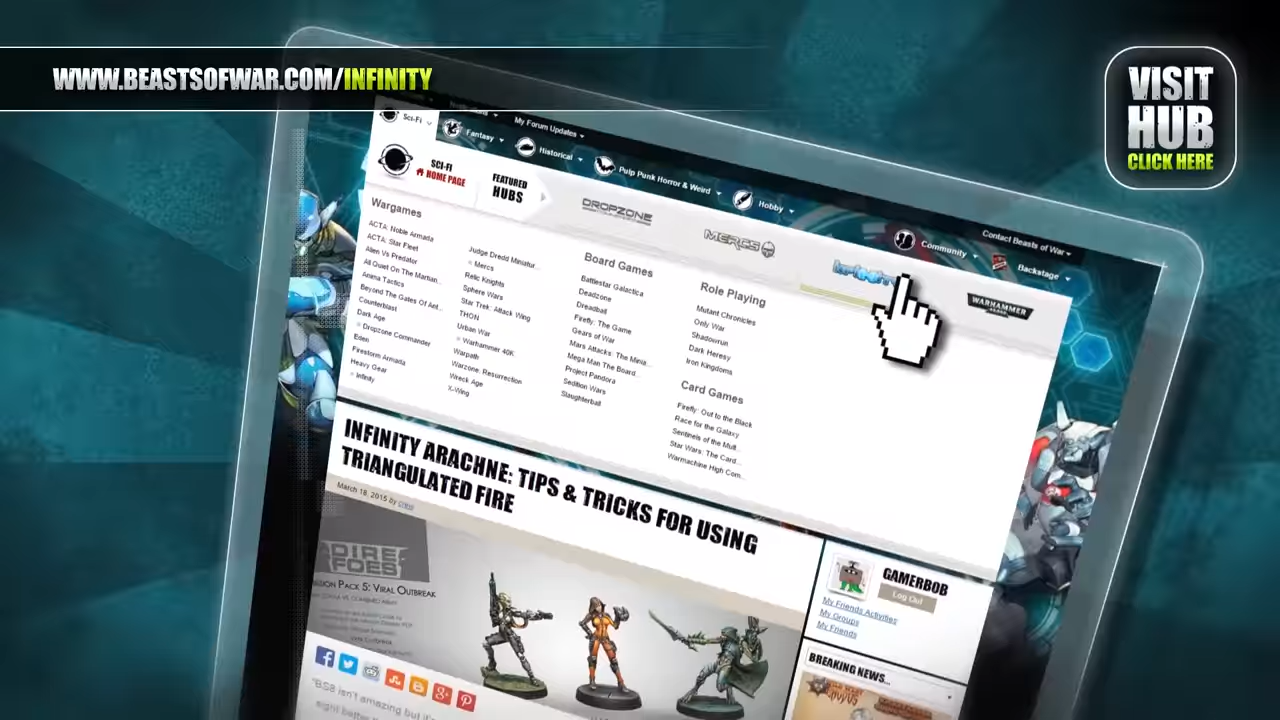 WWW.BEASTSOFWAR.COM/INFINITY
VISIT
HUB
CLICK HERE
Sci-Fi
My Forum Updates
Fantasy
Historical
Pulp Punk Horror & Weird
Hobby
Community
Contact Beasts of War
Backstage
SCI-FI
HOME PAGE
FEATURED
HUBS
DROPZONE
MERCS
WARHAMMER
Wargames
ACTA: Noble Armada
ACTA: Star Fleet
Alien Vs Predator
All Quiet On The Martian...
Anima Tactics
Beyond The Gates Of Ant...
Counterblast
Dark Age
Dropzone Commander
Eden
Firestorm Armada
Heavy Gear
Infinity
Judge Dredd Miniatur...
Mercs
Relic Knights
Sphere Wars
Star Trek: Attack Wing
THON
Urban War
Warhammer 40K
Warpath
Warzone: Resurrection
Wreck Age
X-Wing
Board Games
Battlestar Galactica
Deadzone
Dreadball
Firefly: The Game
Gears of War
Mars Attacks: The Minia...
Mega Man The Board...
Project Pandora
Sedition Wars
Slaughterball
Role Playing
Mutant Chronicles
Only War
Shadowrun
Dark Heresy
Iron Kingdoms
Card Games
Firefly: Out to the Black
Race for the Galaxy
Sentinels of the Mult...
Star Wars: The Card...
Warmachine High Com...
INFINITY ARACHNE: TIPS & TRICKS FOR USING
TRIANGULATED FIRE
March 18, 2015 by
DIRE
FOES
Pack 5: Viral Outbreak
GAMERBOB
Log Out
My Friends Activities
My Groups
My Friends
BREAKING NEWS...
"BSB isn't amazing but